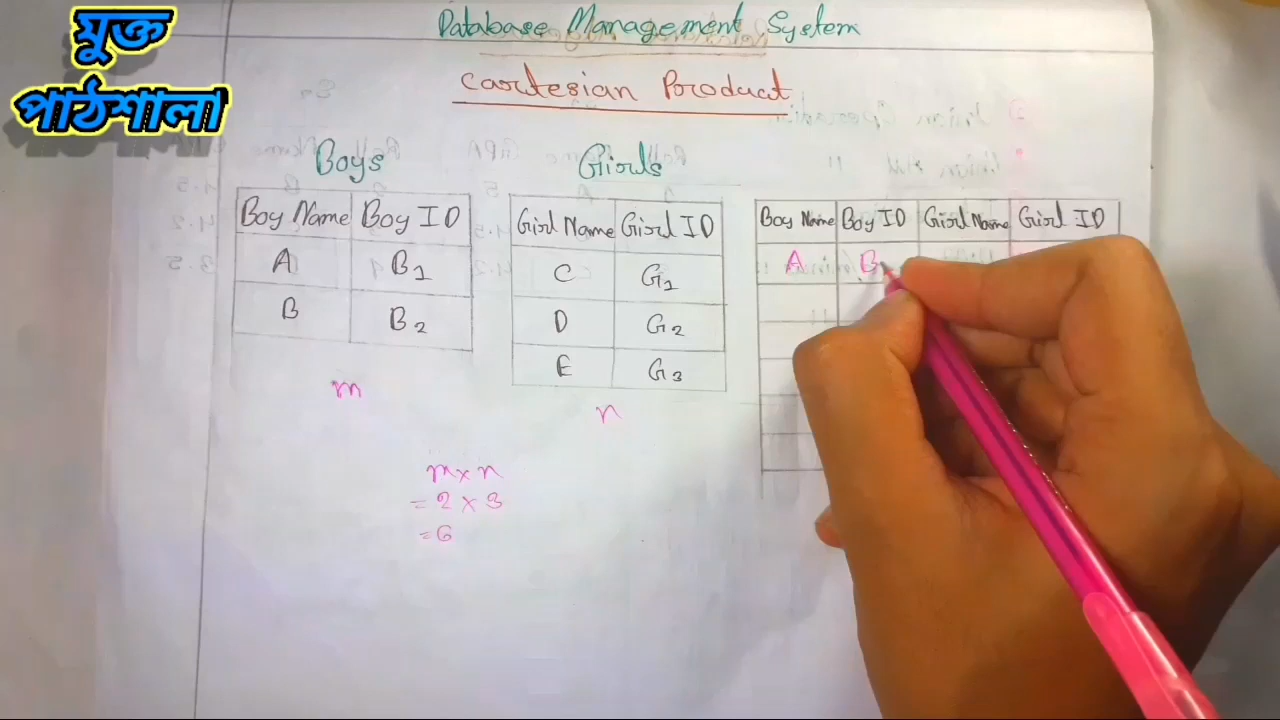 মুক্ত
পাঠশালা
Database Management System
Cartesian Product
Boys
Boy Name Boy ID
A B1
B B2
m
Girls
Girl Name Girl ID
C G1
D G2
E G3
n
m x n
= 2 x 3
= 6
Boy Name Boy ID Girl Name Girl ID
A B